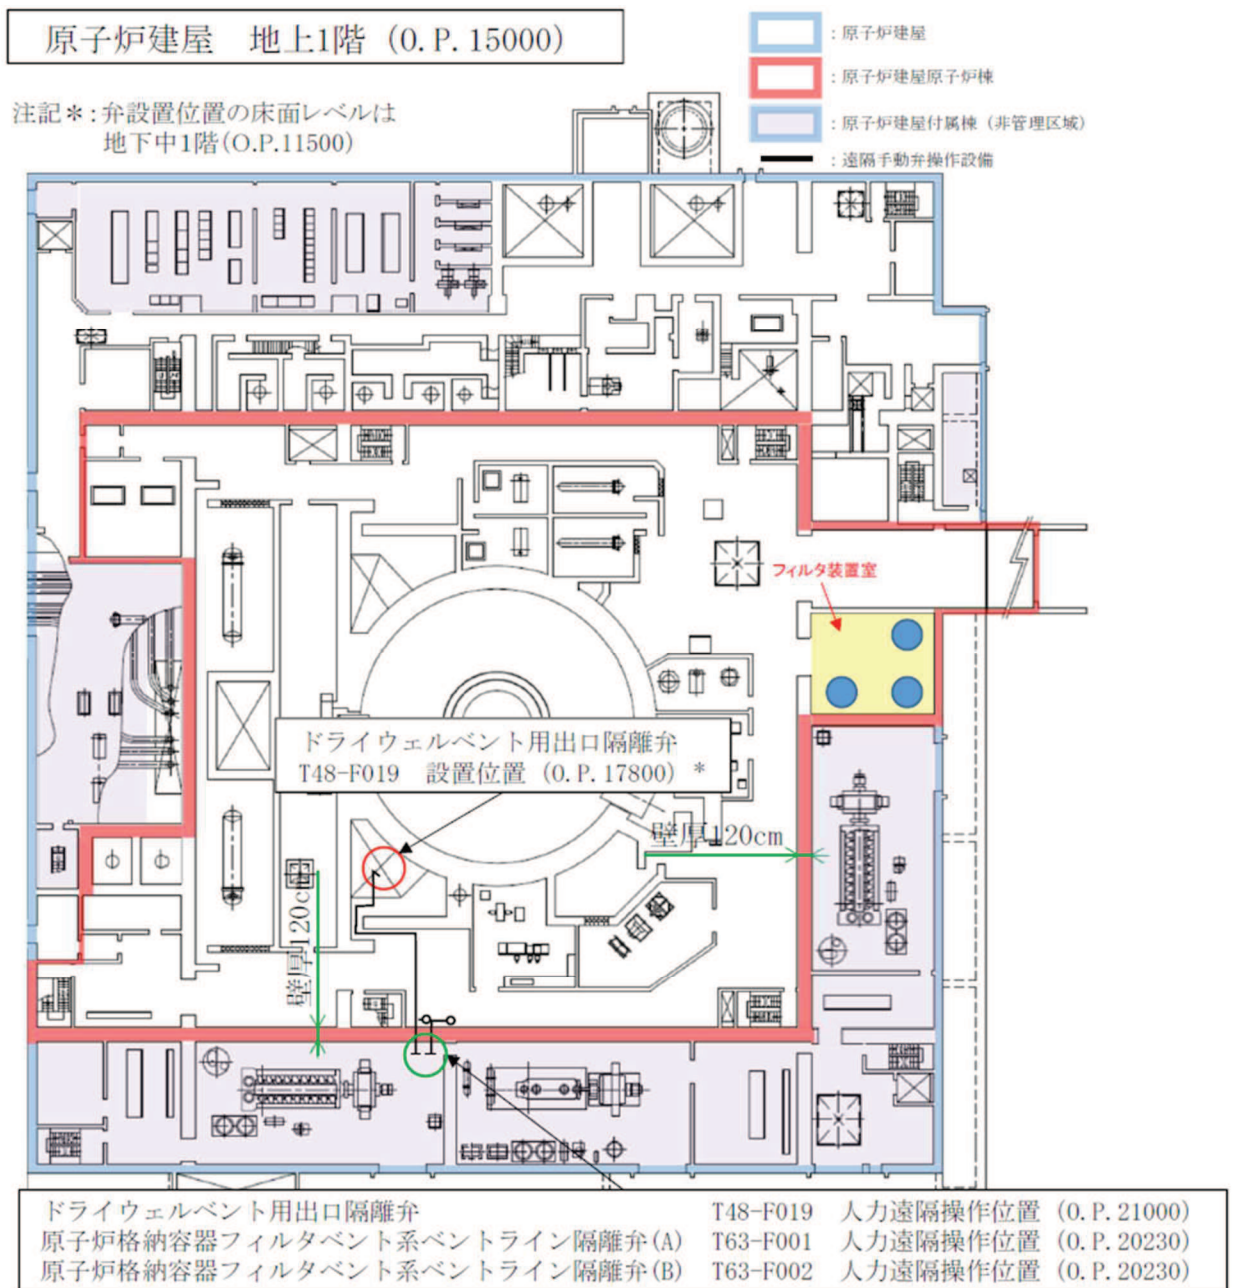 原子炉建屋　地上1階 (O.P.15000)
：原子炉建屋
：原子炉建屋原子炉棟
：原子炉建屋付属棟（非管理区域）
：遠隔手動弁操作設備
注記＊：弁設置位置の床面レベルは
地下中1階(O.P.11500)
フィルタ装置室
ドライウェルベント用出口隔離弁
T48-F019　設置位置 (O.P.17800) ＊
壁厚120cm
壁厚120cm
ドライウェルベント用出口隔離弁　T48-F019　人力遠隔操作位置 (O.P.21000)
原子炉格納容器フィルタベント系ベントライン隔離弁(A)　T63-F001　人力遠隔操作位置 (O.P.20230)
原子炉格納容器フィルタベント系ベントライン隔離弁(B)　T63-F002　人力遠隔操作位置 (O.P.20230)